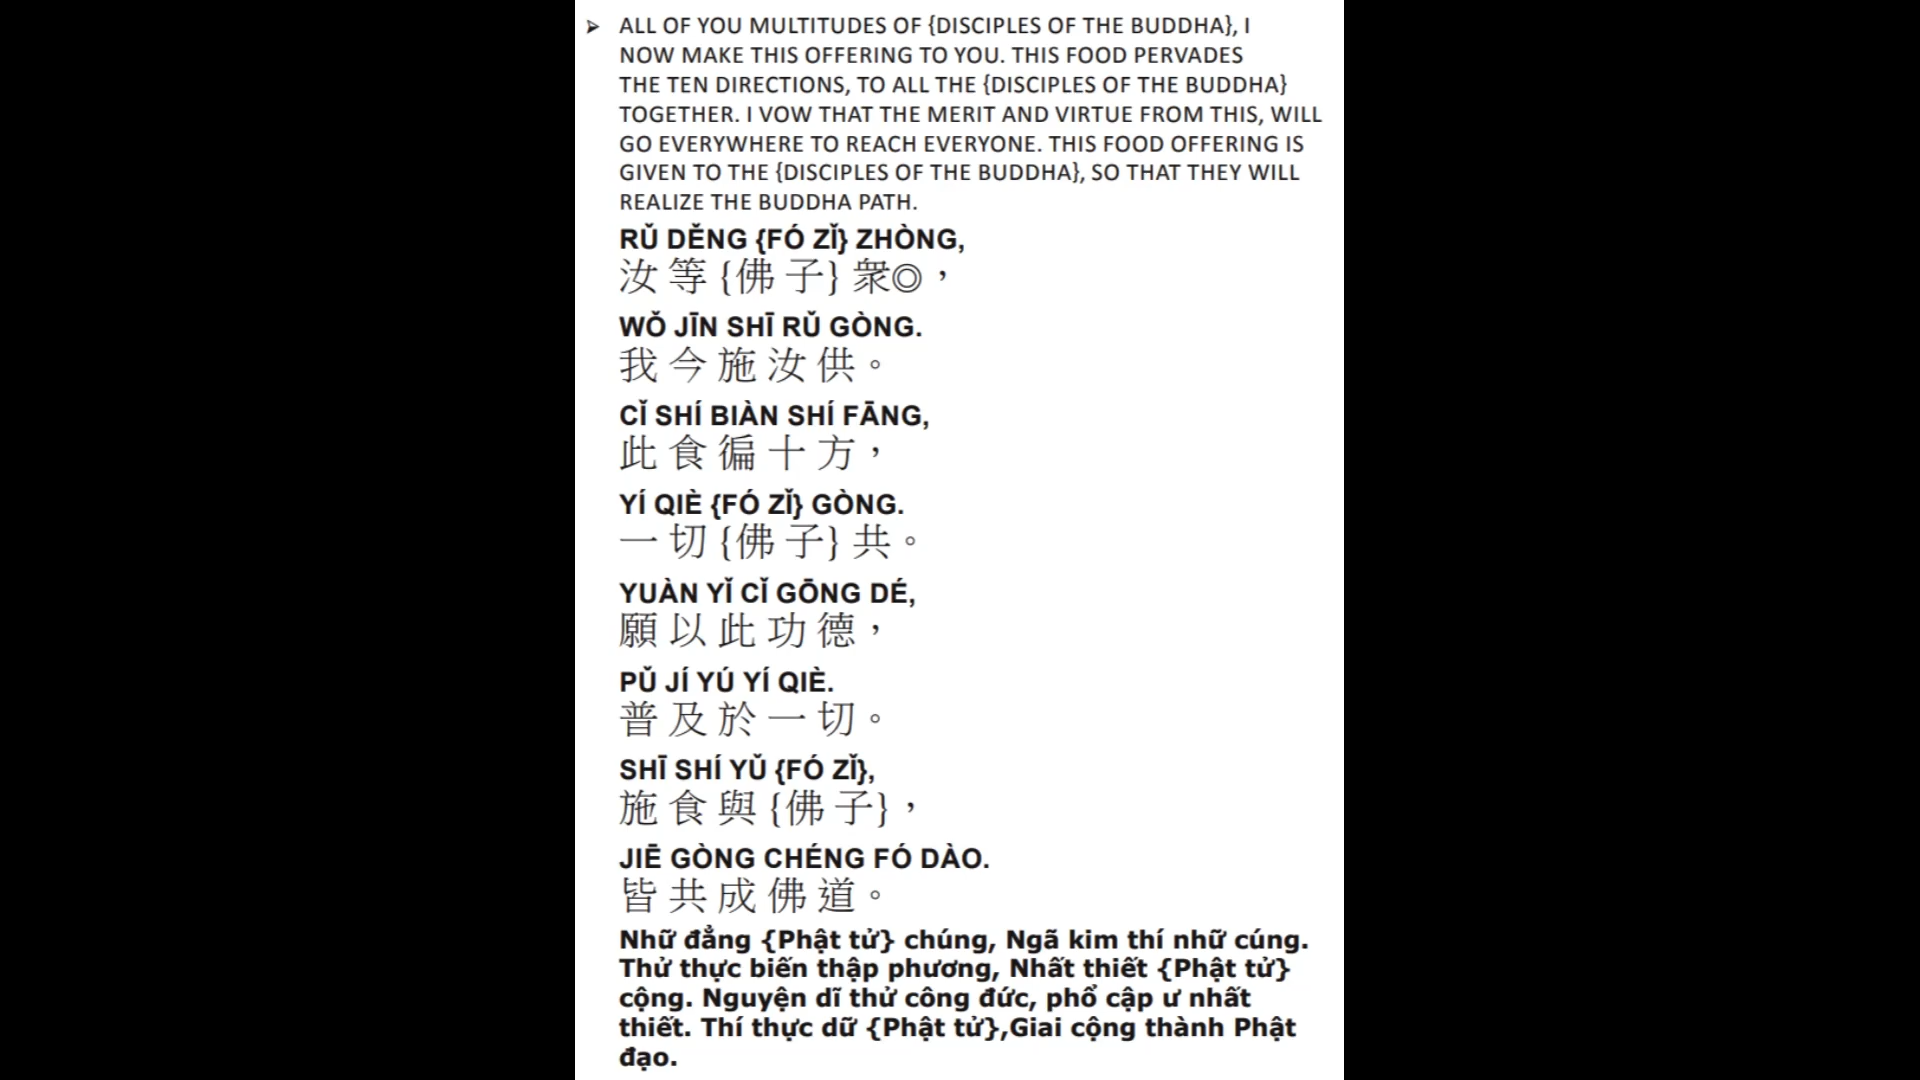 ➢ ALL OF YOU MULTITUDES OF {DISCIPLES OF THE BUDDHA}, I
NOW MAKE THIS OFFERING TO YOU. THIS FOOD PERVADES
THE TEN DIRECTIONS, TO ALL THE {DISCIPLES OF THE BUDDHA}
TOGETHER. I VOW THAT THE MERIT AND VIRTUE FROM THIS, WILL
GO EVERYWHERE TO REACH EVERYONE. THIS FOOD OFFERING IS
GIVEN TO THE {DISCIPLES OF THE BUDDHA}, SO THAT THEY WILL
REALIZE THE BUDDHA PATH.
RǓ DĚNG {FÓ ZǏ} ZHÒNG,
汝 等 {佛 子} 衆◎，
WǑ JĪN SHĪ RǓ GÒNG.
我 今 施 汝 供。
CǏ SHÍ BIÀN SHÍ FĀNG,
此 食 徧 十 方，
YÍ QIÈ {FÓ ZǏ} GÒNG.
一 切 {佛 子} 共。
YUÀN YǏ CǏ GŌNG DÉ,
願 以 此 功 德，
PǓ JÍ YÚ YÍ QIÈ.
普 及 於 一 切。
SHĪ SHÍ YǓ {FÓ ZǏ},
施 食 與 {佛 子}，
JIĒ GÒNG CHÉNG FÓ DÀO.
皆 共 成 佛 道。
Nhữ đẳng {Phật tử} chúng, Ngã kim thí nhữ cúng.
Thử thực biến thập phương, Nhất thiết {Phật tử}
cộng. Nguyện dĩ thử công đức, phổ cập ư nhất
thiết. Thí thực dữ {Phật tử},Giai cộng thành Phật
đạo.